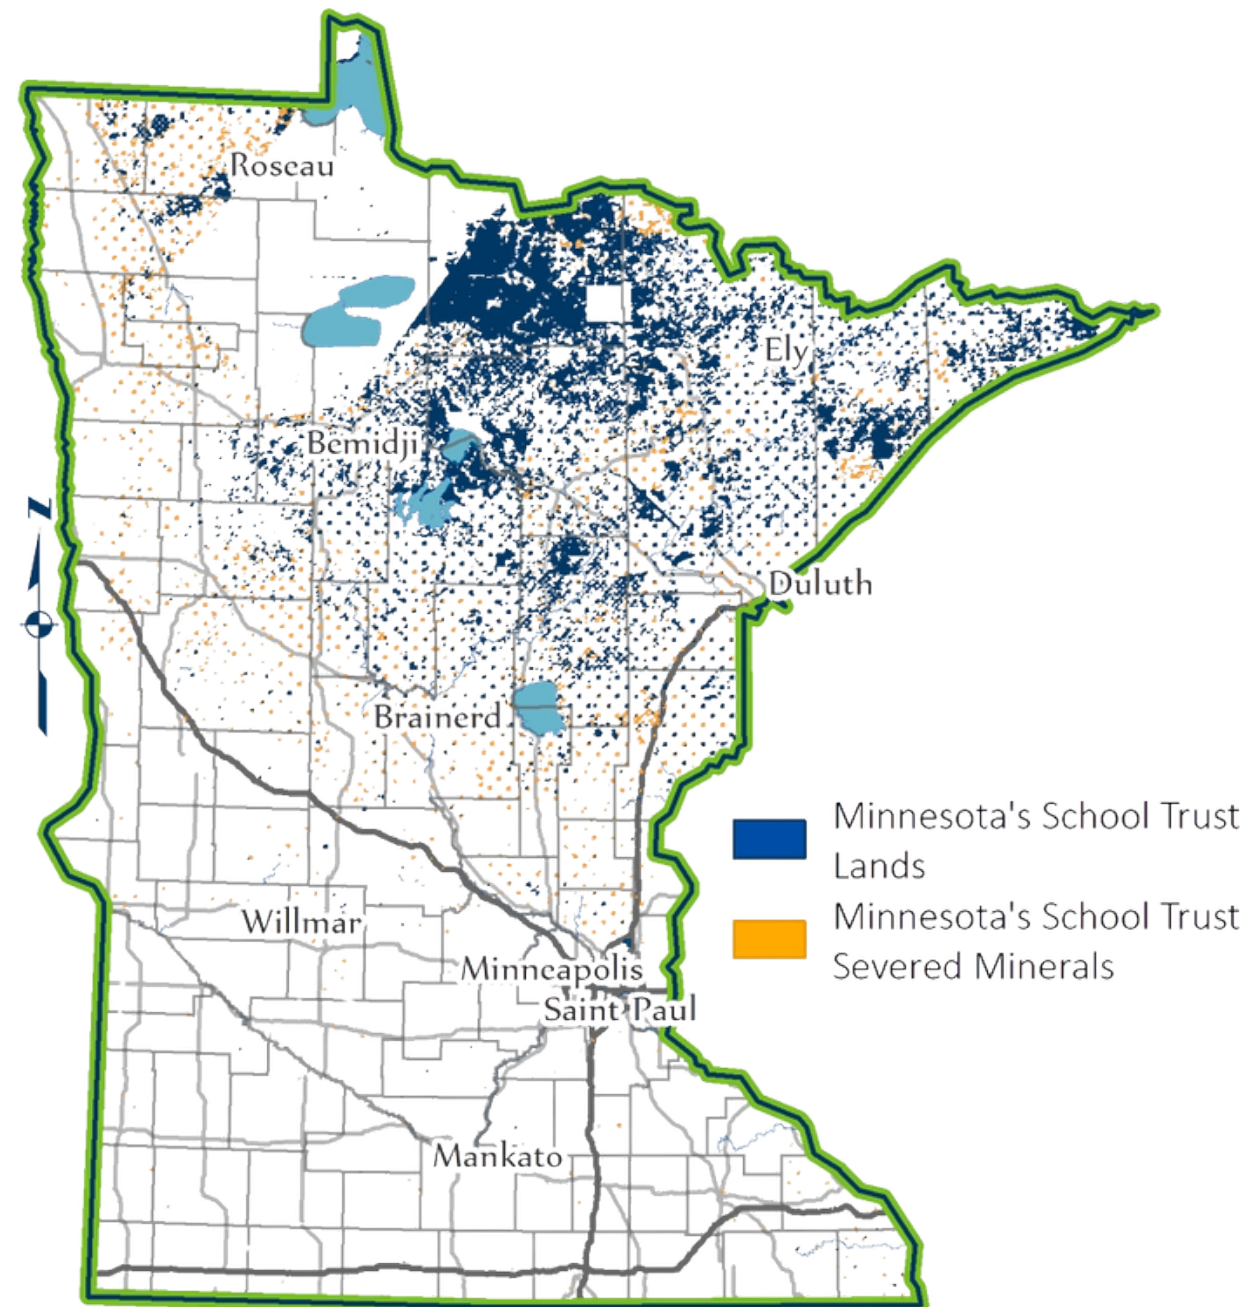 Roseau
Ely
Bemidji
Z
Duluth
Brainerd
Minnesota's School Trust
Lands
Minnesota's School Trust
Severed Minerals
Willmar
Minneapolis
Saint Paul
Mankato